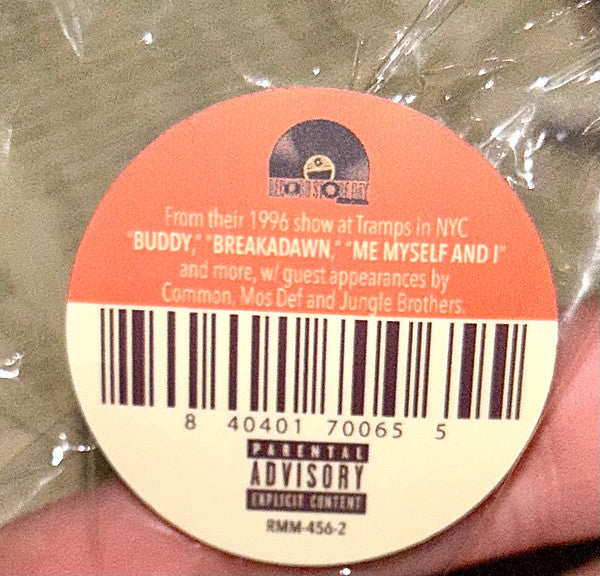 RECORD STORE DAY
From their 1996 show at Tramps in NYC
"BUDDY," "BREAKADAWN," "ME MYSELF AND I"
and more, w/ guest appearances by
Common, Mos Def and Jungle Brothers.
8 40401 70065 5
PARENTAL
ADVISORY
EXPLICIT CONTENT
RMM-456-2